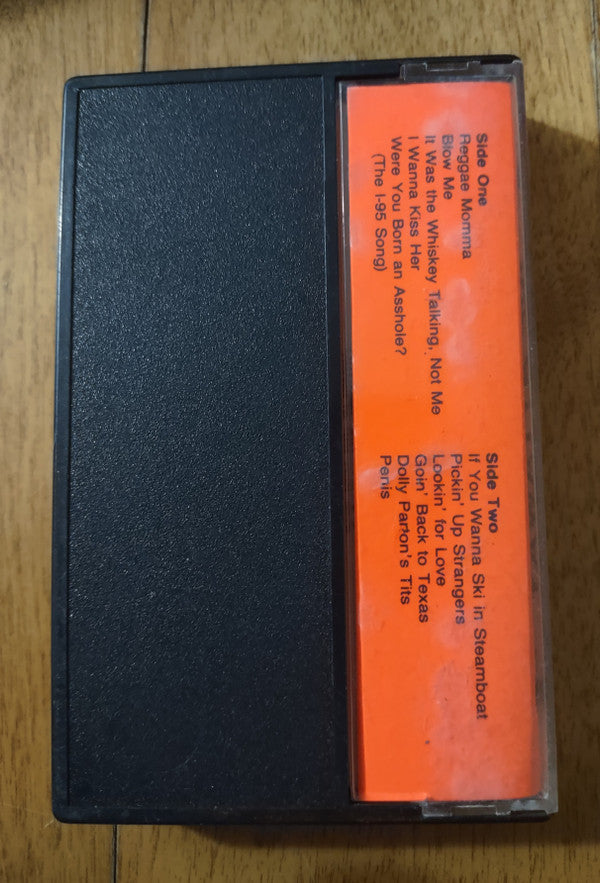 Side One
Reggae Momma
Blow Me
It Was the Whiskey Talking, Not Me
I Wanna Kiss Her
Were You Born an Asshole?
(The I-95 Song)
Side Two
If You Wanna Ski in Steamboat
Pickin' Up Strangers
Lookin' for Love
Goin' Back to Texas
Dolly Parton's Tits
Penis